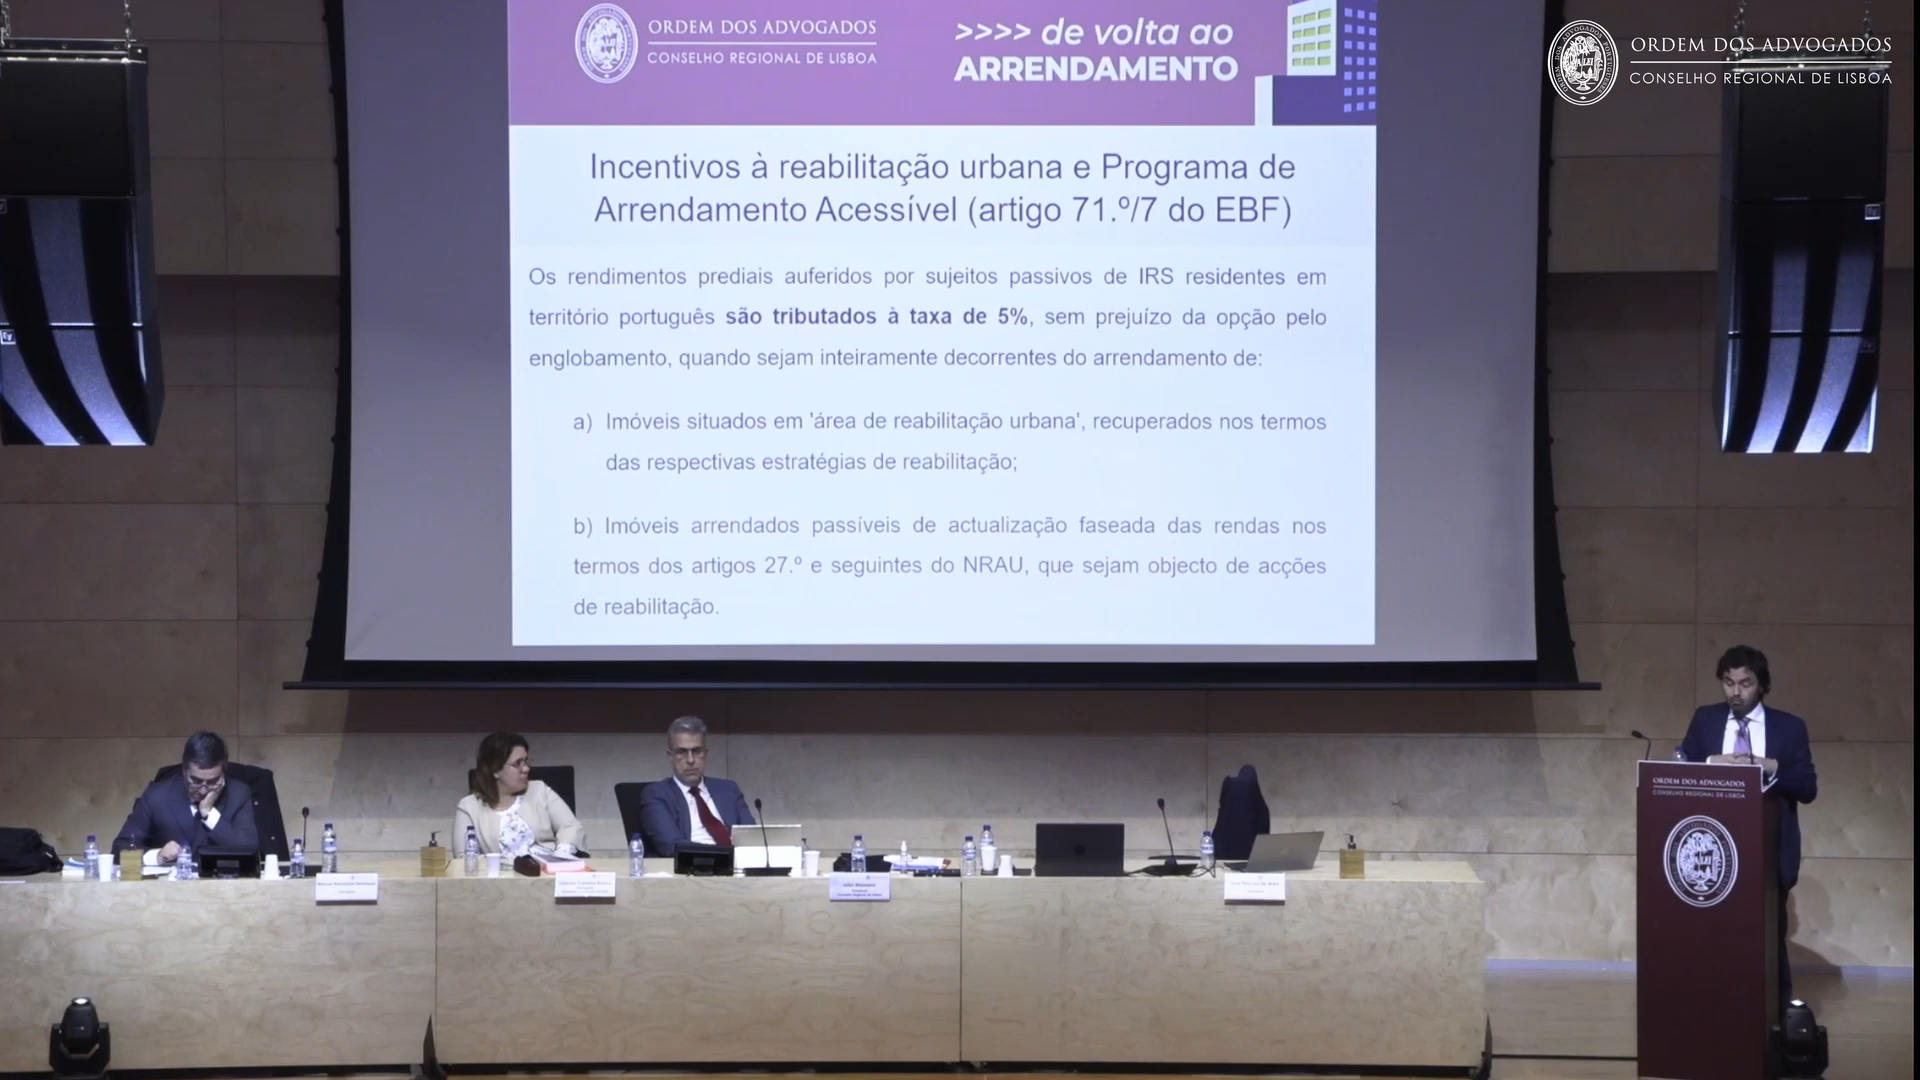 ORDEM DOS ADVOGADOS
CONSELHO REGIONAL DE LISBOA
>>>> de volta ao
ARRENDAMENTO
ORDEM DOS ADVOGADOS
CONSELHO REGIONAL DE LISBOA
Incentivos à reabilitação urbana e Programa de
Arrendamento Acessível (artigo 71.º/7 do EBF)
Os rendimentos prediais auferidos por sujeitos passivos de IRS residentes em
território português são tributados à taxa de 5%, sem prejuízo da opção pelo
englobamento, quando sejam inteiramente decorrentes do arrendamento de:
a) Imóveis situados em 'área de reabilitação urbana', recuperados nos termos
das respectivas estratégias de reabilitação;
b) Imóveis arrendados passíveis de actualização faseada das rendas nos
termos dos artigos 27.º e seguintes do NRAU, que sejam objecto de acções
de reabilitação.
ORDEM DOS ADVOGADOS
CONSELHO REGIONAL DE LISBOA